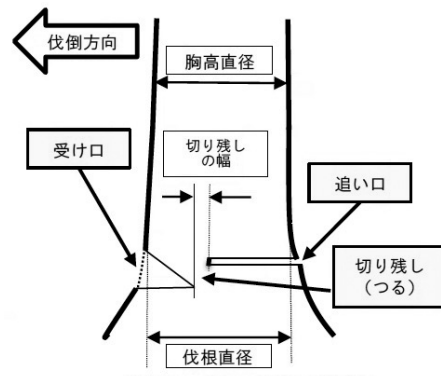 伐倒方向
胸高直径
受け口
切り残し
の幅
追い口
切り残し
（つる）
伐根直径